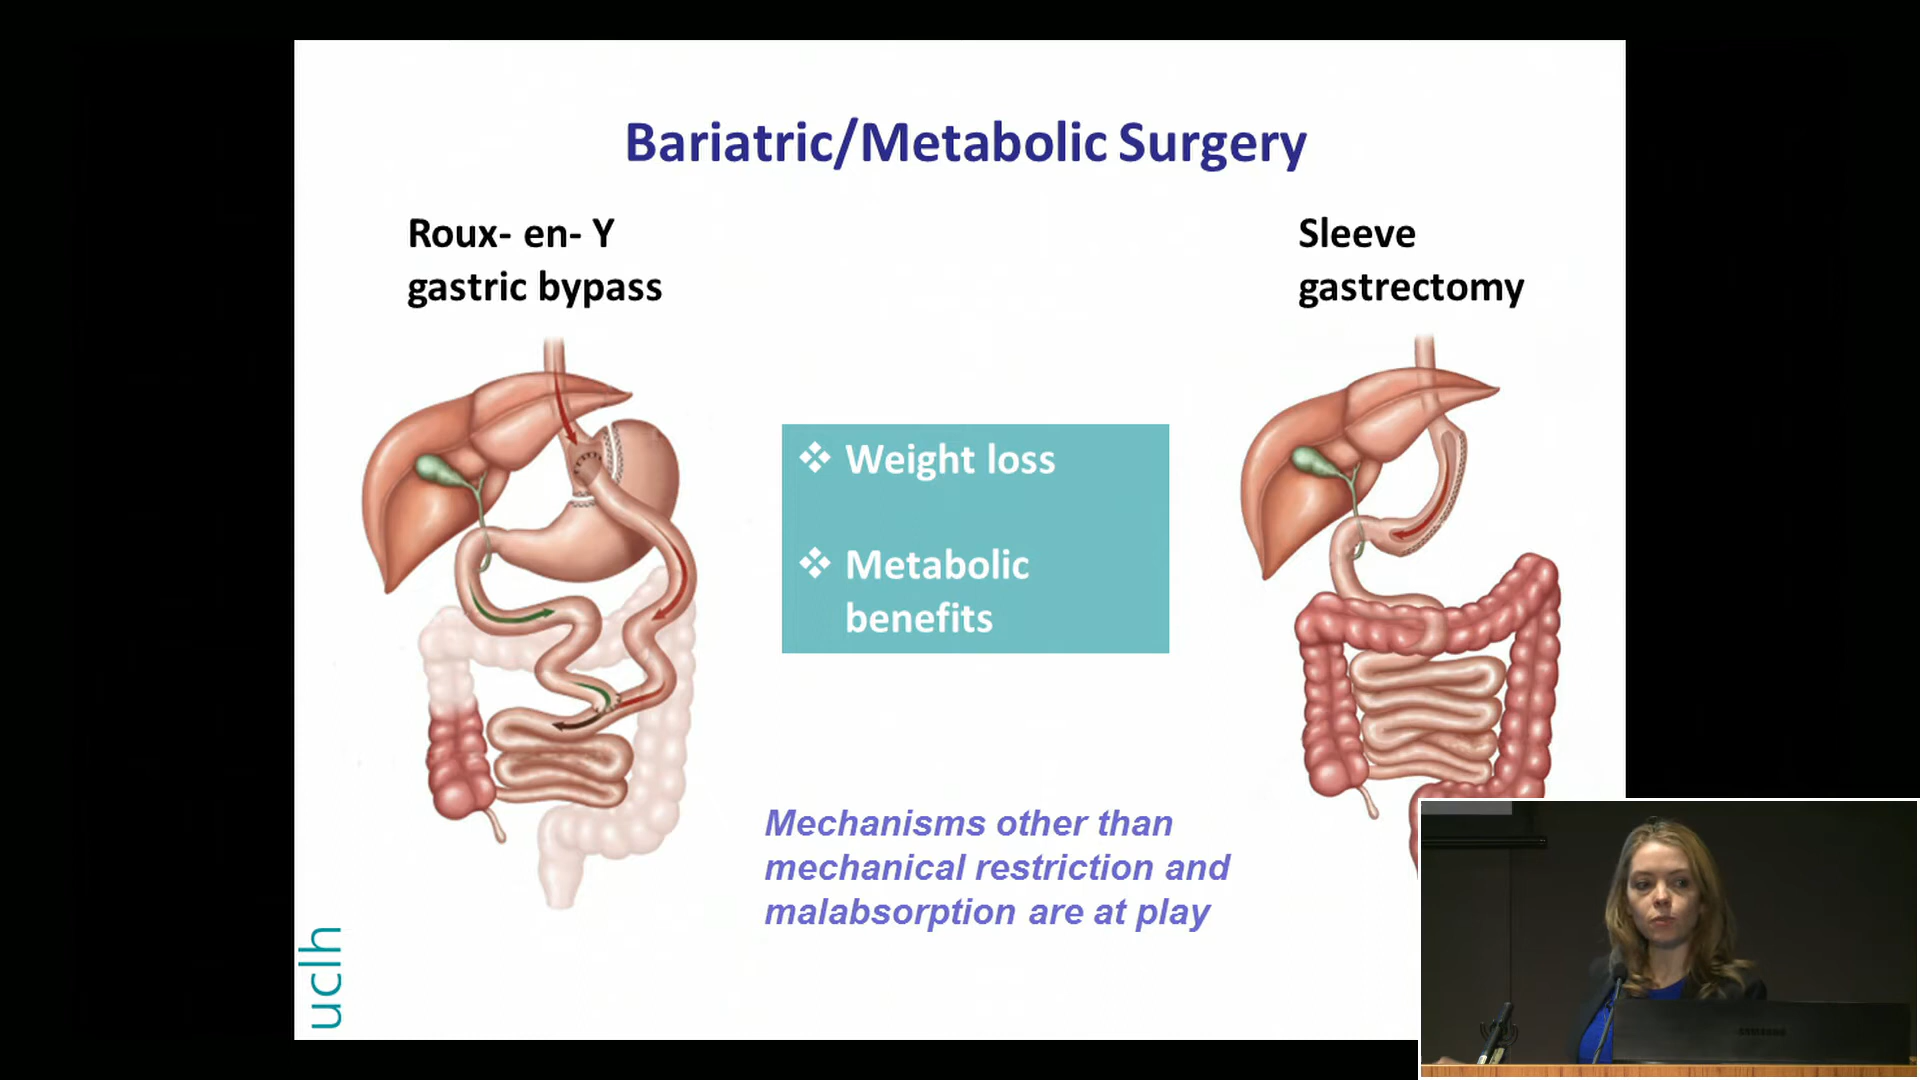 Bariatric/Metabolic Surgery
Roux- en- Y
gastric bypass
Sleeve
gastrectomy
❖ Weight loss
❖ Metabolic
benefits
Mechanisms other than
mechanical restriction and
malabsorption are at play
uclh
SAMSUNG